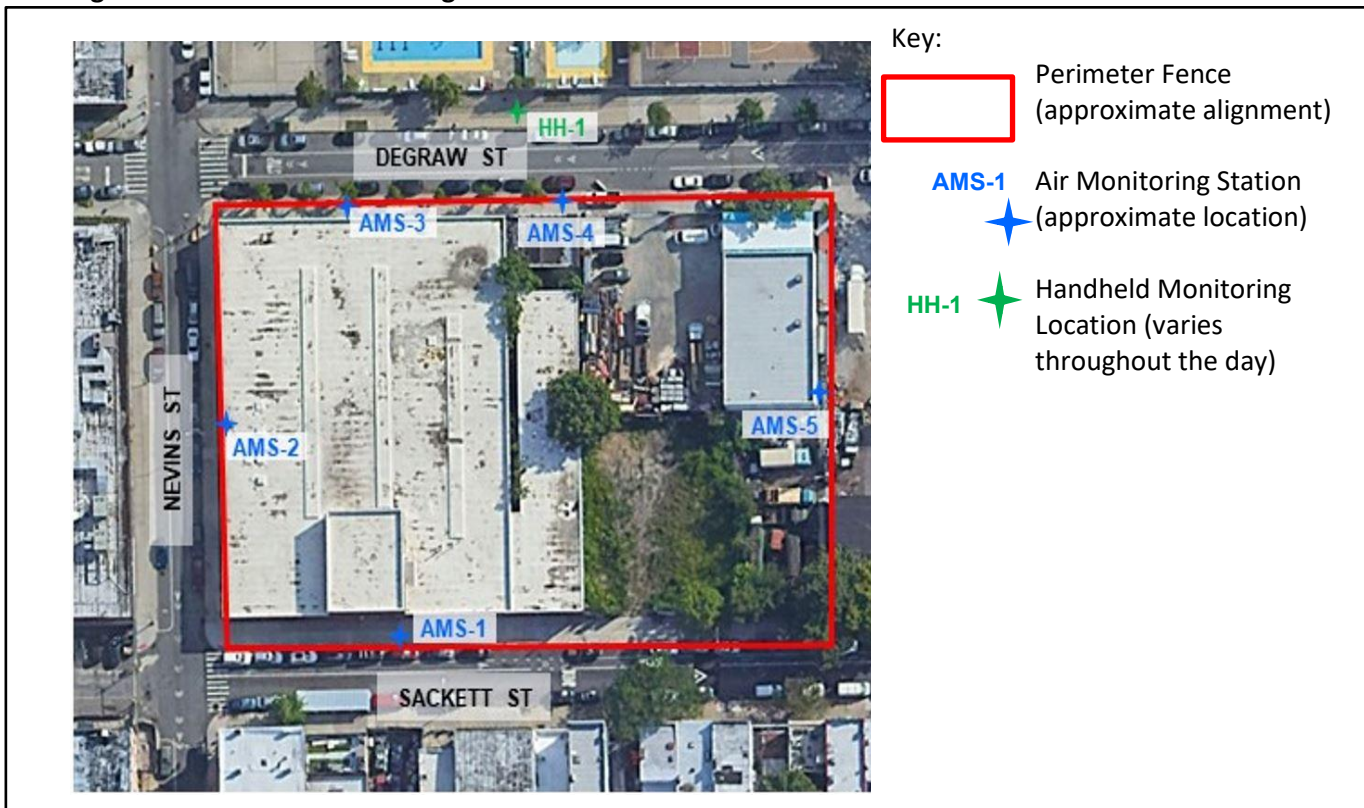 Key:
Perimeter Fence
(approximate alignment)
AMS-1 Air Monitoring Station
(approximate location)
HH-1 Handheld Monitoring
Location (varies
throughout the day)
HH-1
DEGRAW ST
AMS-3
AMS-4
NEVINS ST
AMS-2
AMS-5
AMS-1
SACKETT ST